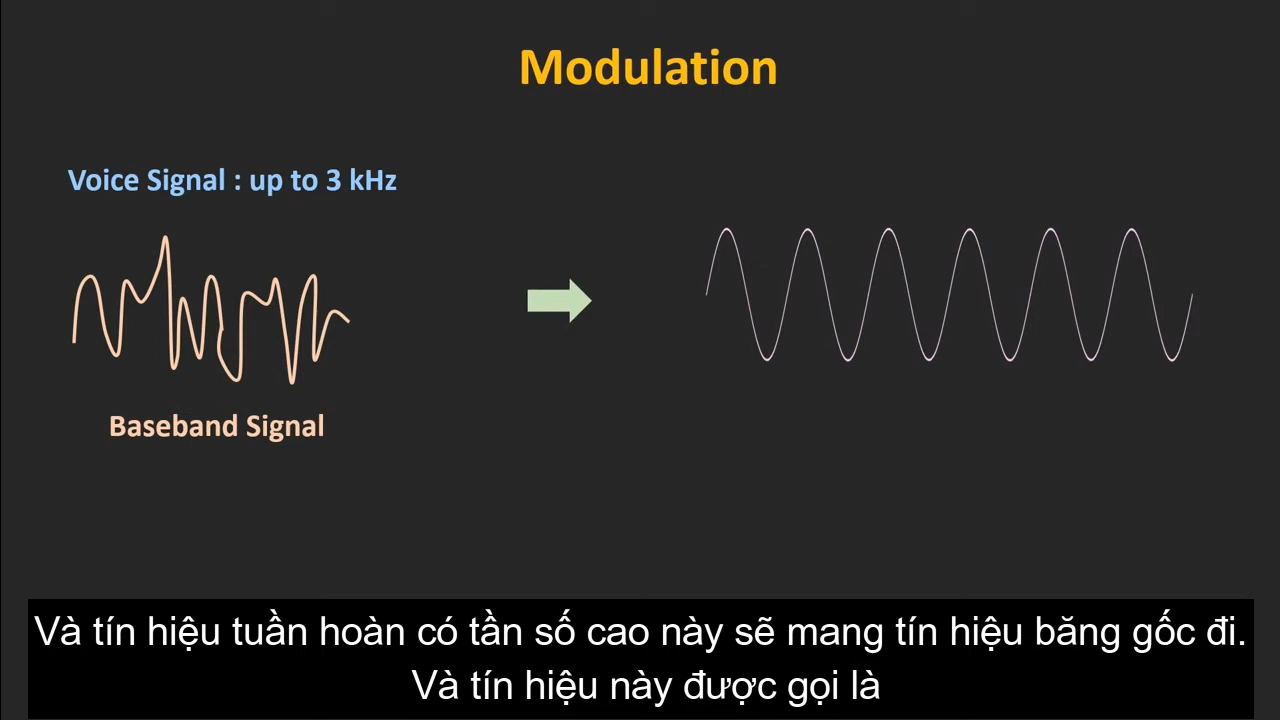 Modulation
Voice Signal : up to 3 kHz
Baseband Signal
Và tín hiệu tuần hoàn có tần số cao này sẽ mang tín hiệu băng gốc đi.
Và tín hiệu này được gọi là